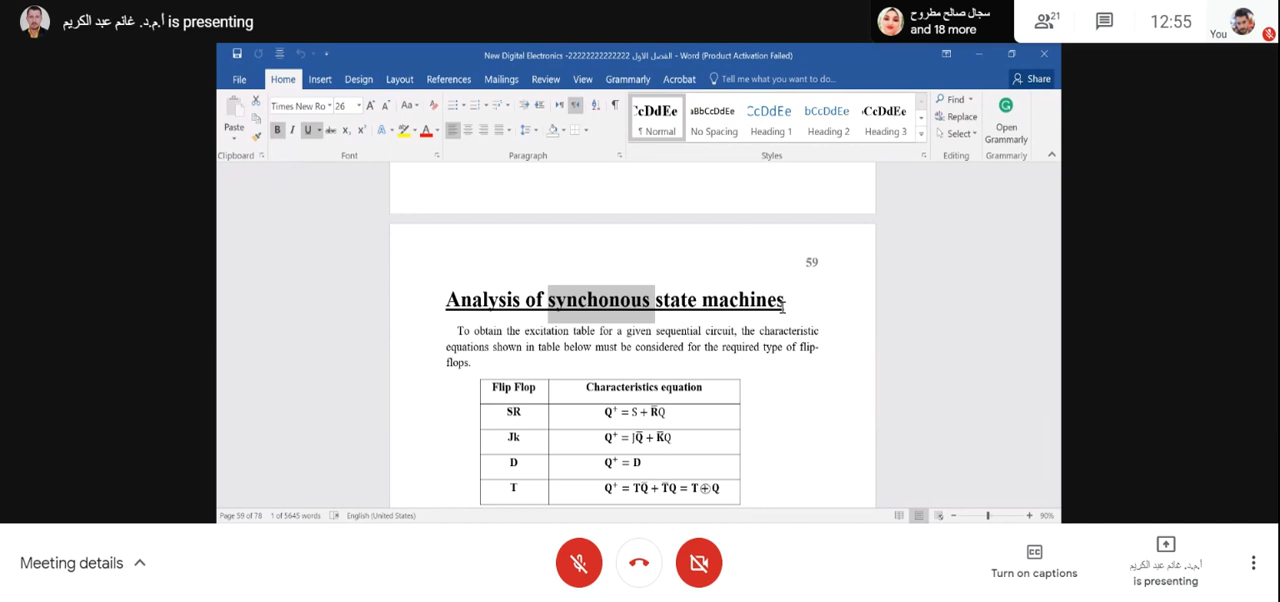 أ.م.د. غانم عبد الكريم is presenting
سجال صالح مطروح
and 18 more
21
12:55
You
New Digital Electronics -الفصل الاول 22222222222222 - Word (Product Activation Failed)
File Home Insert Design Layout References Mailings Review View Grammarly Acrobat Tell me what you want to do... Share
Paste
Times New Ro 26
Aa
B I U abc X₂ X²
Clipboard Font Paragraph Styles Editing Grammarly
¶ Normal No Spacing Heading 1 Heading 2 Heading 3
Find
Replace
Select
Open
Grammarly
59
Analysis of synchonous state machines
To obtain the excitation table for a given sequential circuit, the characteristic
equations shown in table below must be considered for the required type of flip-
flops.
Flip Flop Characteristics equation
SR Q⁺ = S + R̅Q
Jk Q⁺ = JQ̅ + K̅Q
D Q⁺ = D
T Q⁺ = TQ̅ + T̅Q = T⊕Q
Page 59 of 78 1 of 5645 words English (United States) 90%
Meeting details
Turn on captions
أ.م.د. غانم عبد الكريم
is presenting